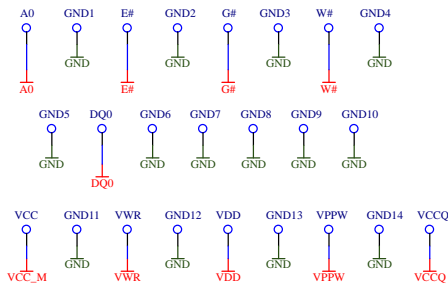 A0 GND1 E# GND2 G# GND3 W# GND4
A0 GND E# GND G# GND W# GND
GND5 DQ0 GND6 GND7 GND8 GND9 GND10
GND DQ0 GND GND GND GND GND
VCC GND11 VWR GND12 VDD GND13 VPPW GND14 VCCQ
VCC_M GND VWR GND VDD GND VPPW GND VCCQ